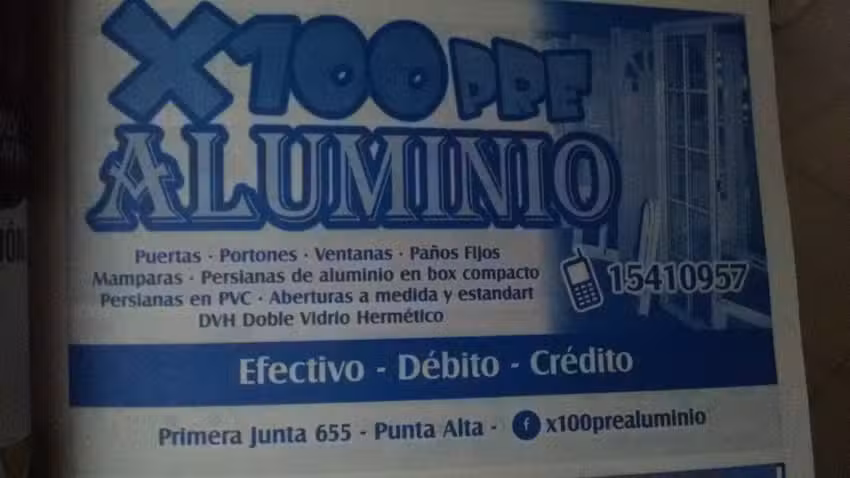 X100PRE
ALUMINIO
Puertas · Portones · Ventanas · Paños Fijos
Mamparas · Persianas de aluminio en box compacto
Persianas en PVC · Aberturas a medida y estandart
DVH Doble Vidrio Hermético
15410957
Efectivo - Débito - Crédito
Primera Junta 655 - Punta Alta - f x100prealuminio